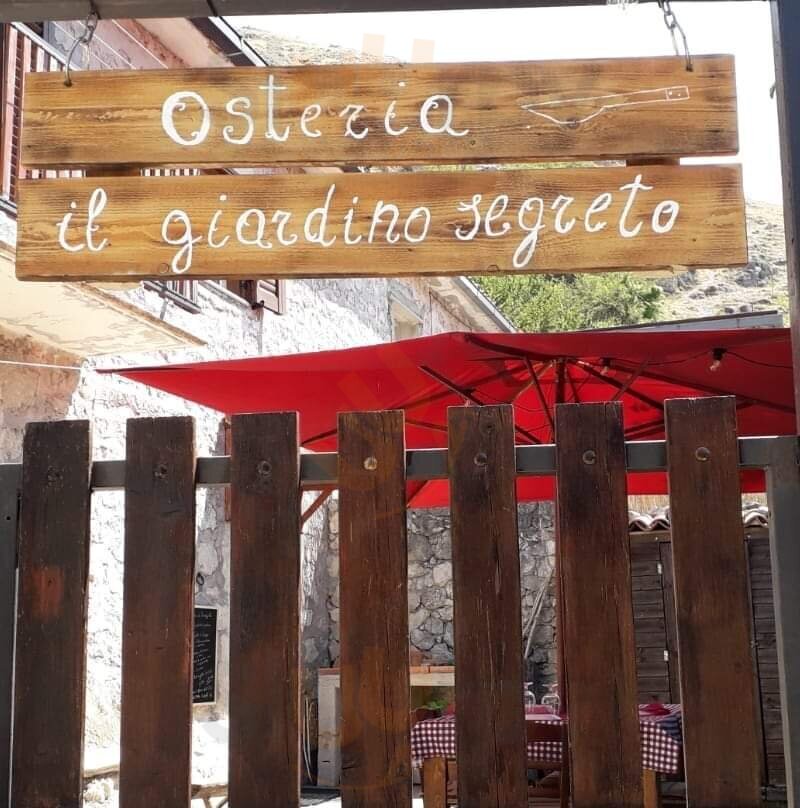 Osteria
il giardino segreto